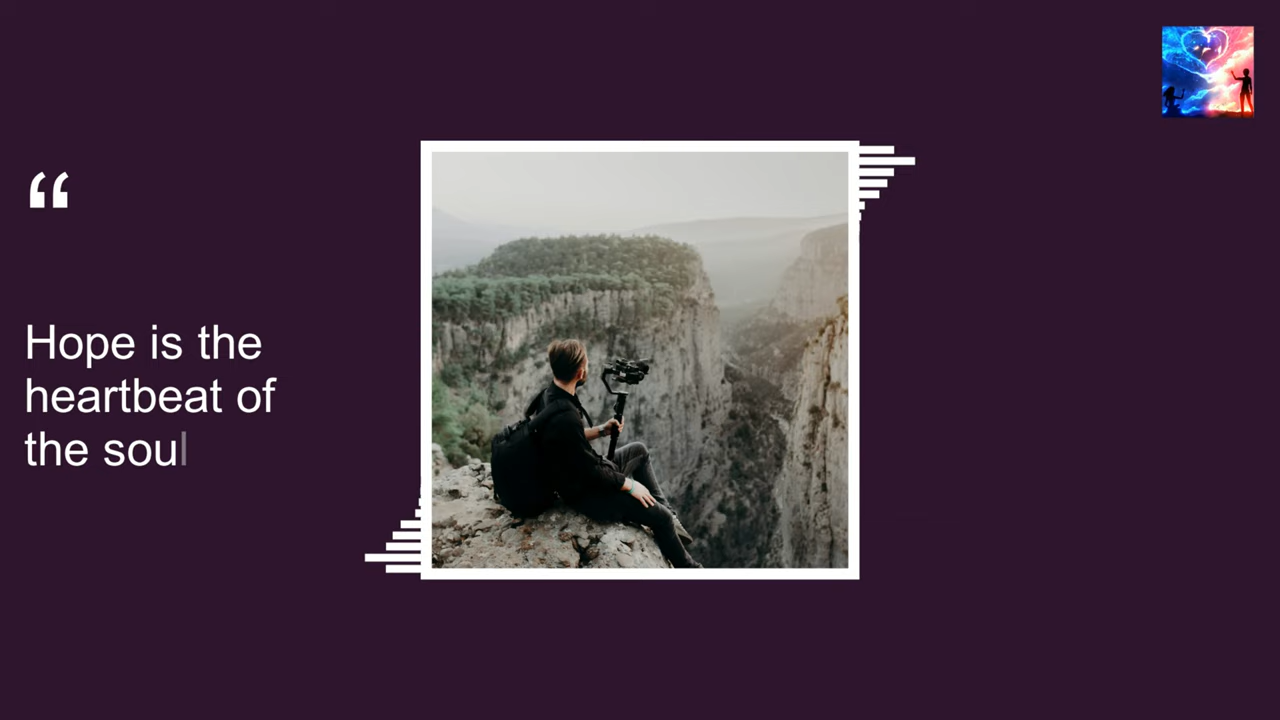 “
Hope is the
heartbeat of
the soul